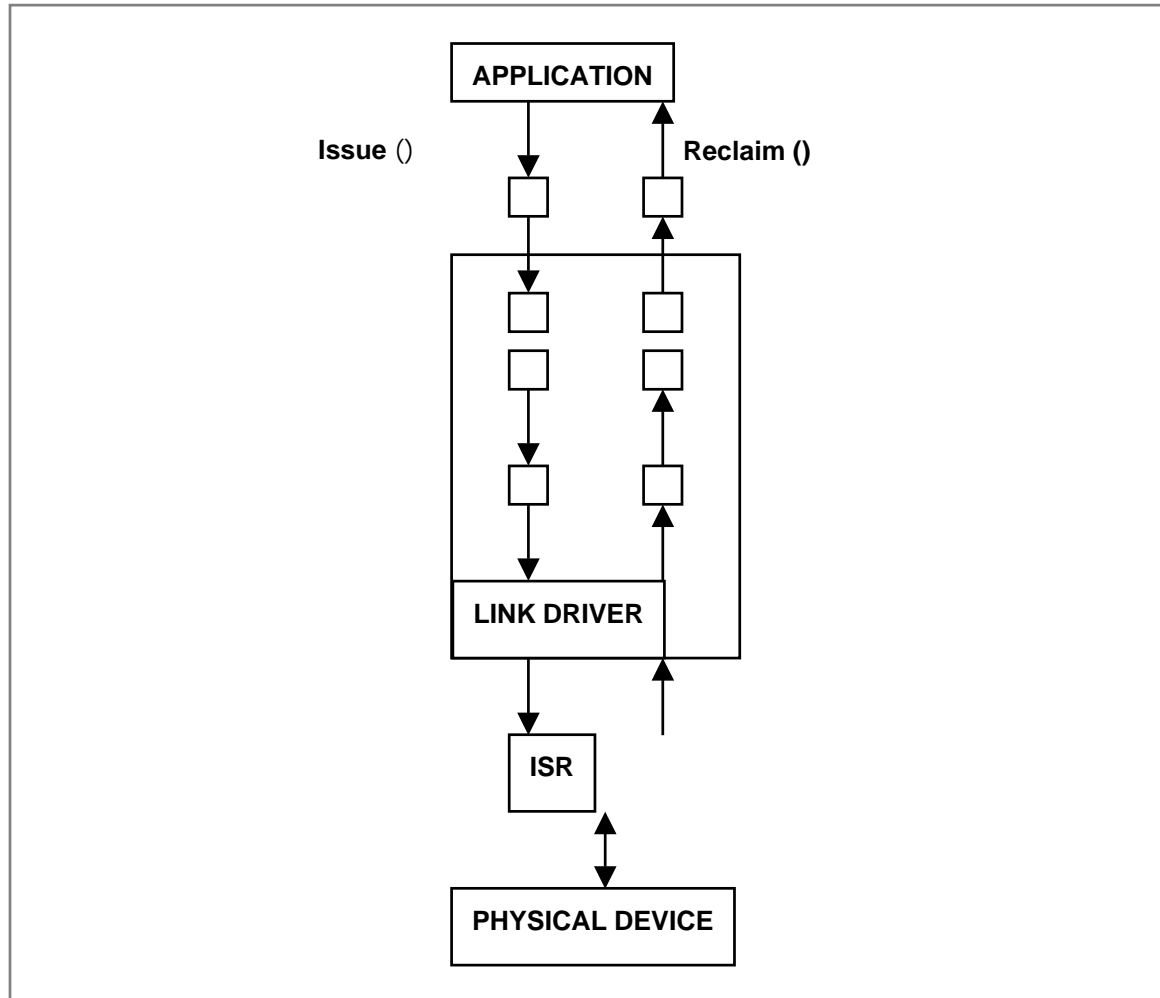 APPLICATION
Issue ()
Reclaim ()
LINK DRIVER
ISR
PHYSICAL DEVICE